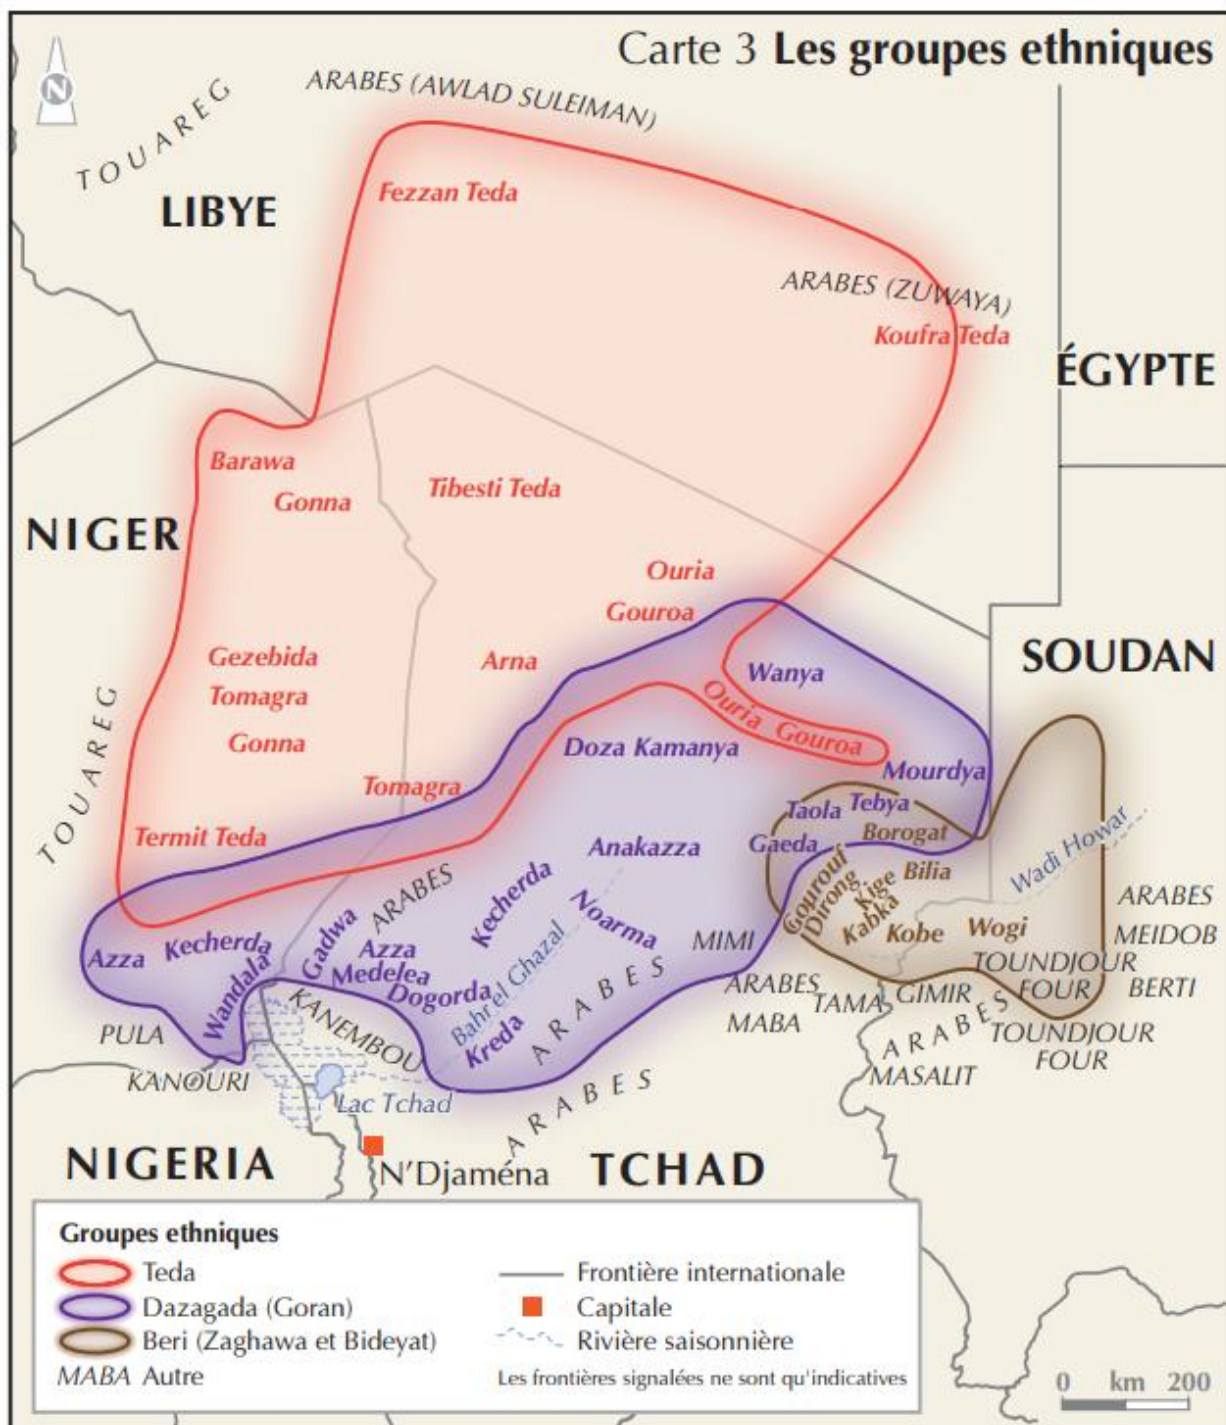 Carte 3 Les groupes ethniques
N
TOUAREG
ARABES (AWLAD SULEIMAN)
LIBYE
Fezzan Teda
ARABES (ZUWAYA)
Koufra Teda
ÉGYPTE
Barawa
Gonna
Tibesti Teda
NIGER
Ouria
Gouroa
SOUDAN
Gezebida
Arna
Tomagra
Wanya
Gonna
Ouria Gouroa
Doza Kamanya
TOUAREG
Tomagra
Mourdya
Termit Teda
Taola
Tebya
Borogat
Gaeda
Anakazza
Bilia
Wadi Howar
Gourouf
Dirong
Kige
Kabka
Kobe
Wogi
ARABES
Kecherda
Noarma
ARABES
MEIDOB
BERTI
Azza
Kecherda
Wandala
Gadwa
Azza
Medelea
Dogorda
Bahr el Ghazal
Kreda
ARABES
MIMI
ARABES
MABA
TAMA
GIMIR
TOUNDJOUR
FOUR
ARABES
TOUNDJOUR
FOUR
MASALIT
PULA
KANEMBOU
KANOURI
ARABES
Lac Tchad
NIGERIA
N'Djaména
TCHAD
Groupes ethniques
Teda
Dazagada (Goran)
Beri (Zaghawa et Bideyat)
MABA Autre
Frontière internationale
Capitale
Rivière saisonnière
Les frontières signalées ne sont qu'indicatives
0 km 200